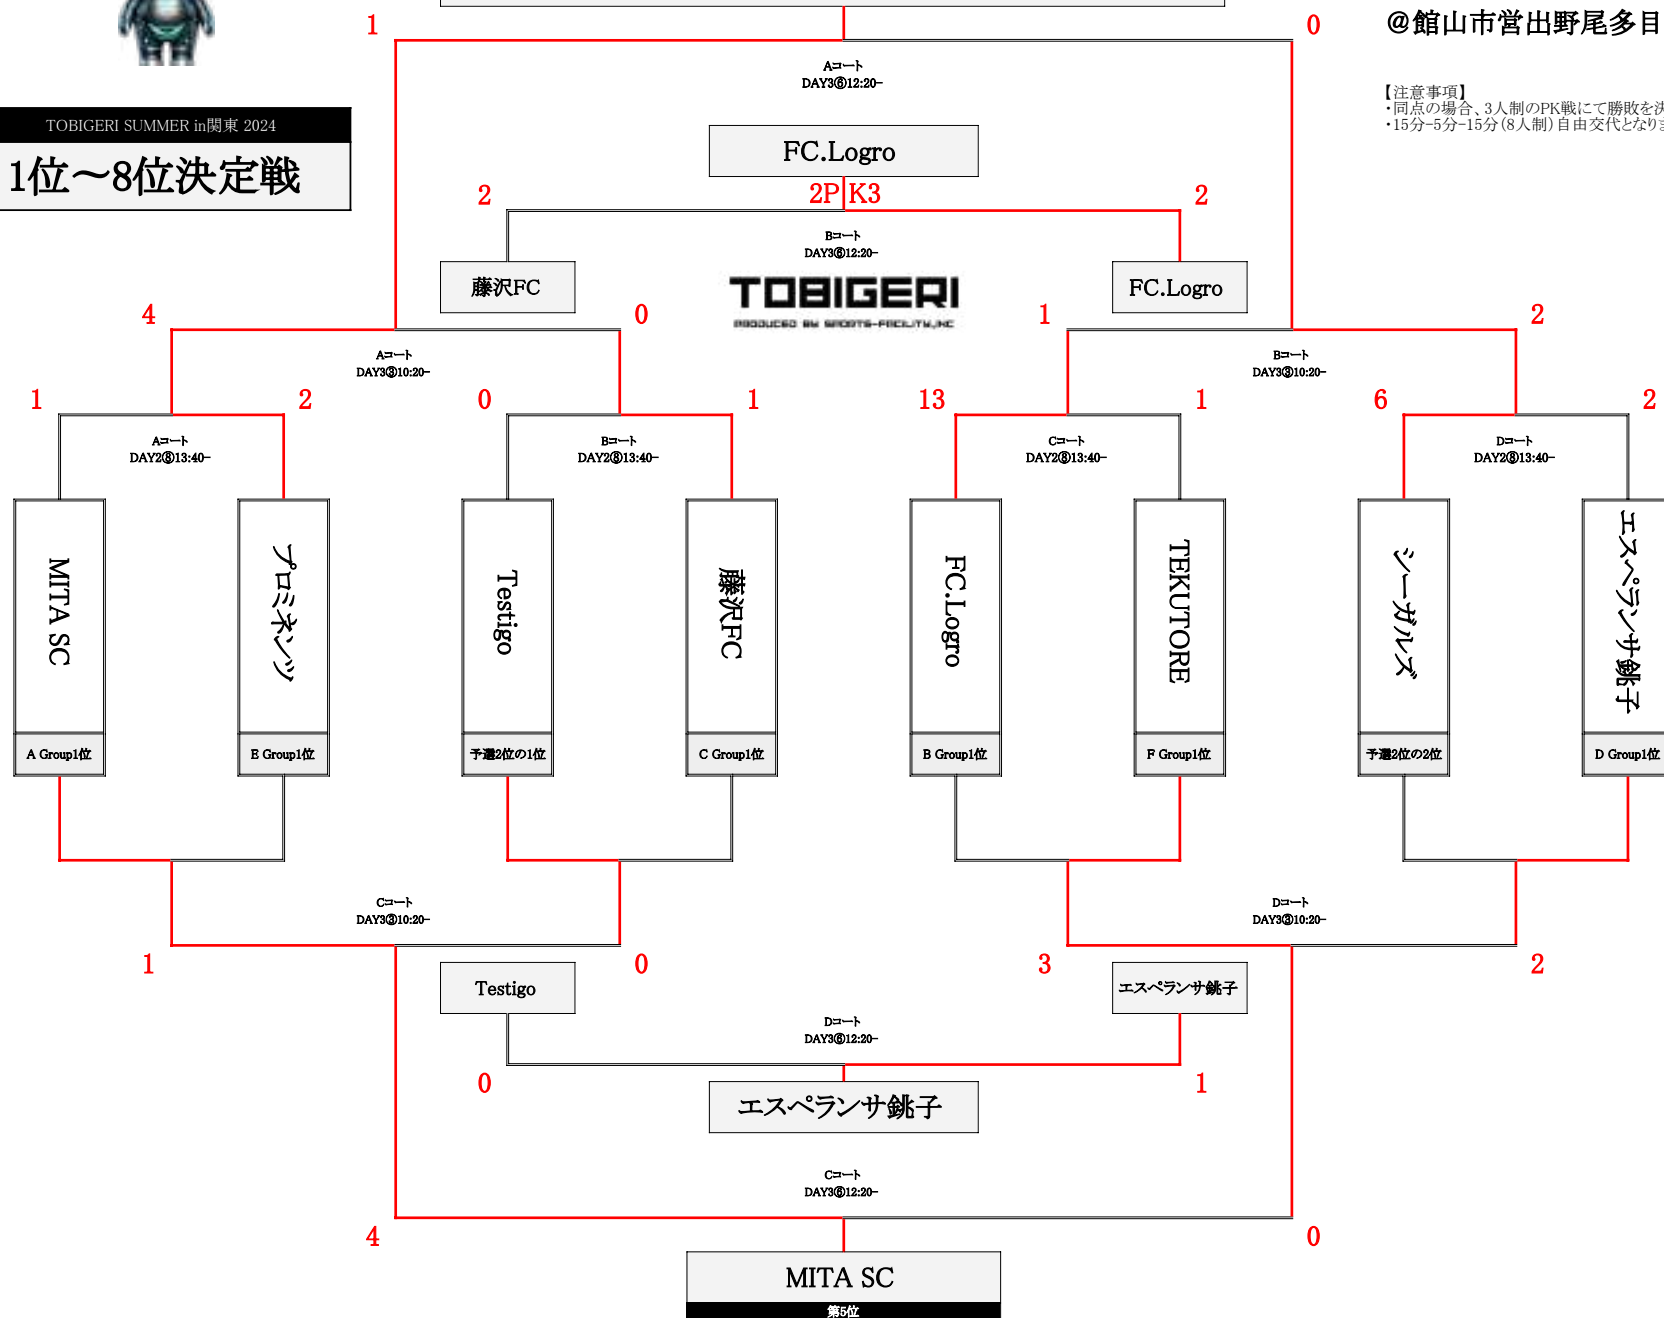 1
0
@館山市営出野尾多目
Aコート
DAY3⑥12:20-
【注意事項】
・同点の場合、3人制のPK戦にて勝敗を決
・15分-5分-15分(8人制)自由交代となりま
TOBIGERI SUMMER in関東 2024
1位～8位決定戦
FC.Logro
2
2PK3
2
Bコート
DAY3⑥12:20-
藤沢FC
FC.Logro
TOBIGERI
PRODUCED BY SPORTS-FACILITY,INC
4
0
1
2
Aコート
DAY3③10:20-
Bコート
DAY3③10:20-
1
2
0
1
13
1
6
2
Aコート
DAY2⑧13:40-
Bコート
DAY2⑧13:40-
Cコート
DAY2⑧13:40-
Dコート
DAY2⑧13:40-
MITA SC
プロミネンツ
Testigo
藤沢FC
FC.Logro
TEKUTORE
シーガルズ
エスペランサ銚子
A Group1位
E Group1位
予選2位の1位
C Group1位
B Group1位
F Group1位
予選2位の2位
D Group1位
Cコート
DAY3③10:20-
Dコート
DAY3③10:20-
1
0
3
2
Testigo
エスペランサ銚子
Dコート
DAY3⑥12:20-
0
1
エスペランサ銚子
Cコート
DAY3⑥12:20-
4
0
MITA SC
第5位